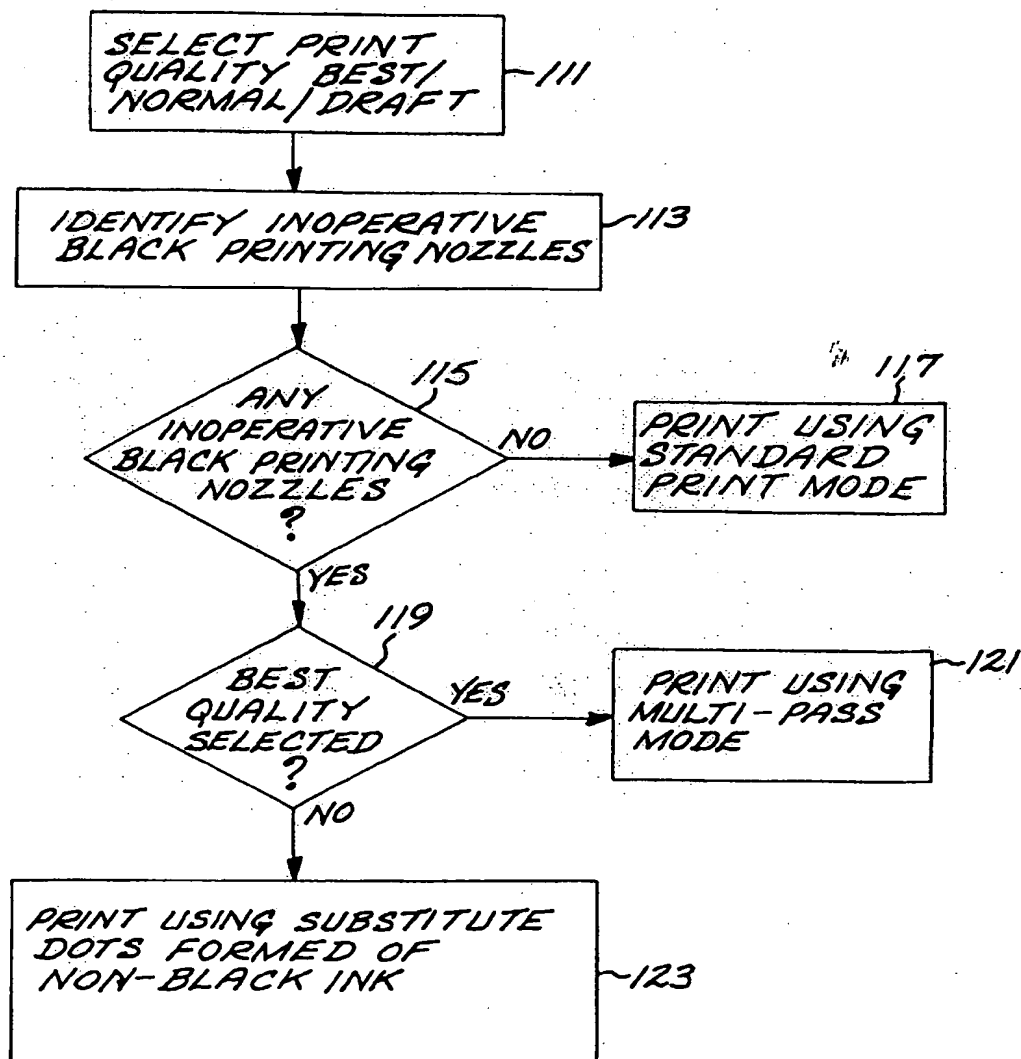 SELECT PRINT
QUALITY BEST/
NORMAL/DRAFT
111
IDENTIFY INOPERATIVE
BLACK PRINTING NOZZLES
113
115
ANY
INOPERATIVE
BLACK PRINTING
NOZZLES
?
NO
117
PRINT USING
STANDARD
PRINT MODE
YES
119
BEST
QUALITY
SELECTED
?
YES
121
PRINT USING
MULTI-PASS
MODE
NO
PRINT USING SUBSTITUTE
DOTS FORMED OF
NON-BLACK INK
123